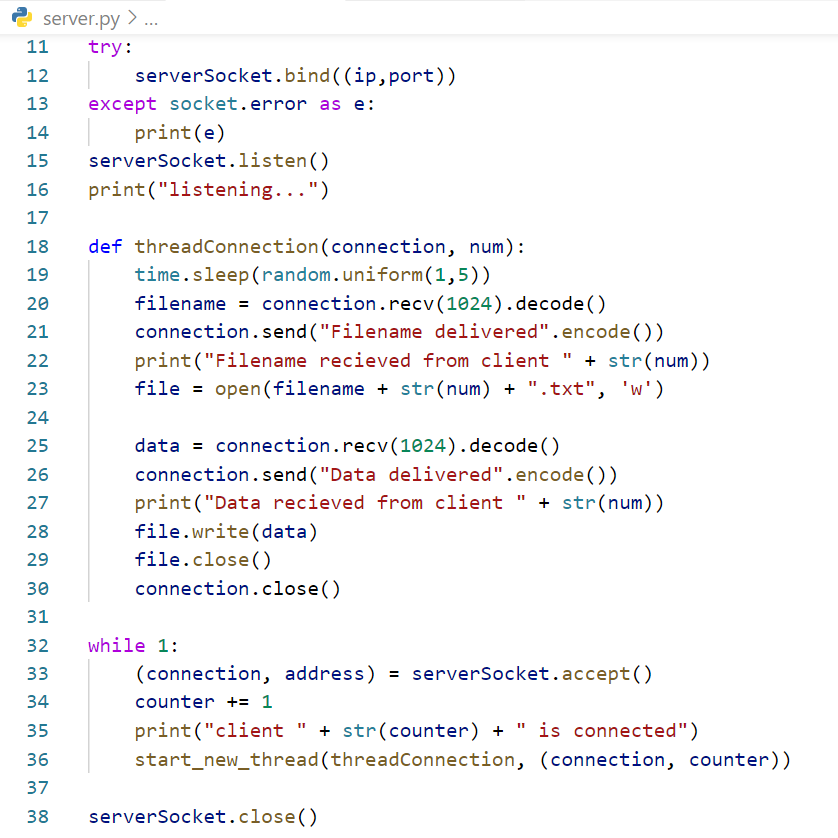 server.py > ...
11 try:
12     serverSocket.bind((ip,port))
13 except socket.error as e:
14     print(e)
15 serverSocket.listen()
16 print("listening...")
17
18 def threadConnection(connection, num):
19     time.sleep(random.uniform(1,5))
20     filename = connection.recv(1024).decode()
21     connection.send("Filename delivered".encode())
22     print("Filename recieved from client " + str(num))
23     file = open(filename + str(num) + ".txt", 'w')
24
25     data = connection.recv(1024).decode()
26     connection.send("Data delivered".encode())
27     print("Data recieved from client " + str(num))
28     file.write(data)
29     file.close()
30     connection.close()
31
32 while 1:
33     (connection, address) = serverSocket.accept()
34     counter += 1
35     print("client " + str(counter) + " is connected")
36     start_new_thread(threadConnection, (connection, counter))
37
38 serverSocket.close()